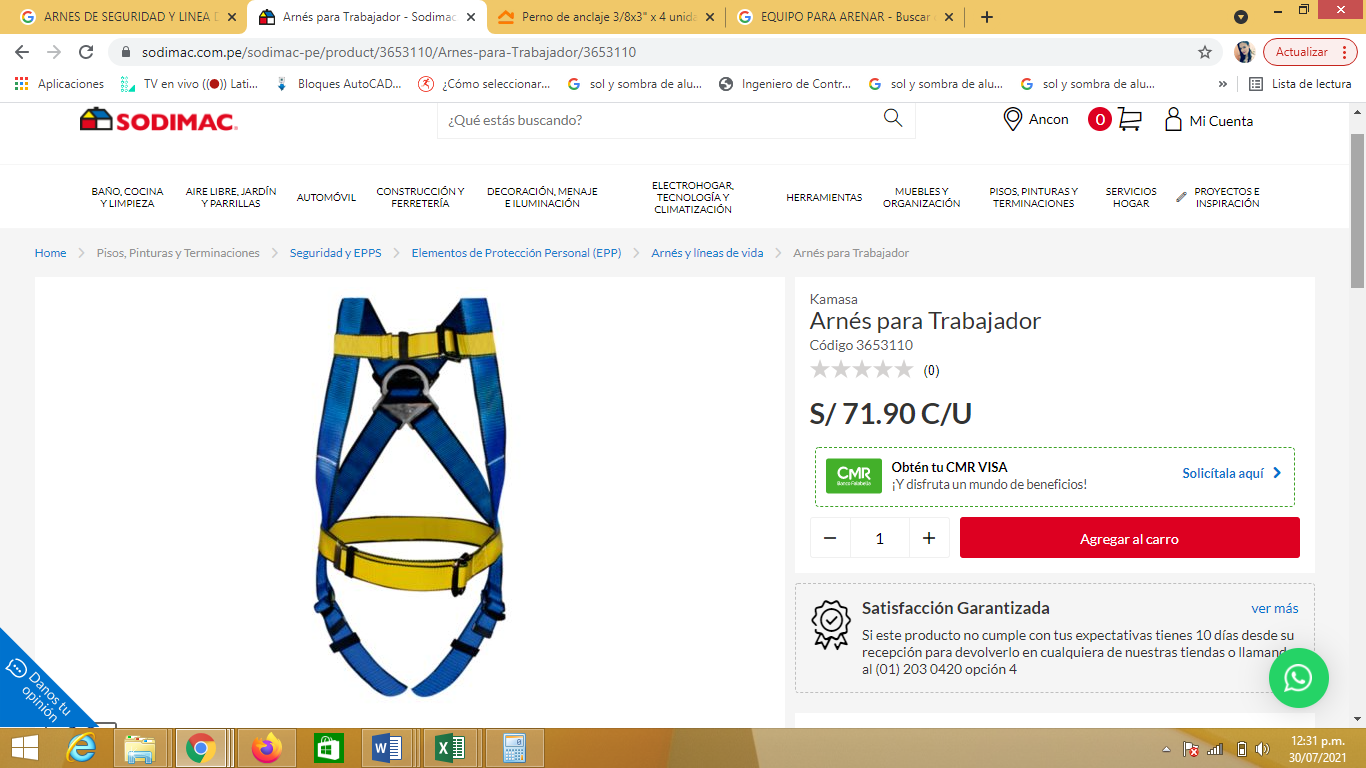 ARNES DE SEGURIDAD Y LINEA D
Arnés para Trabajador - Sodimac
Perno de anclaje 3/8x3" x 4 unida
EQUIPO PARA ARENAR - Buscar
sodimac.com.pe/sodimac-pe/product/3653110/Arnes-para-Trabajador/3653110
Actualizar
Aplicaciones
TV en vivo ((●)) Lati...
Bloques AutoCAD...
¿Cómo seleccionar...
sol y sombra de alu...
Ingeniero de Contr...
sol y sombra de alu...
sol y sombra de alu...
»
Lista de lectura
SODIMAC
¿Qué estás buscando?
Ancon
0
Mi Cuenta
BAÑO, COCINA
Y LIMPIEZA
AIRE LIBRE, JARDÍN
Y PARRILLAS
AUTOMÓVIL
CONSTRUCCIÓN Y
FERRETERÍA
DECORACIÓN, MENAJE
E ILUMINACIÓN
ELECTROHOGAR,
TECNOLOGÍA Y
CLIMATIZACIÓN
HERRAMIENTAS
MUEBLES Y
ORGANIZACIÓN
PISOS, PINTURAS Y
TERMINACIONES
SERVICIOS
HOGAR
PROYECTOS E
INSPIRACIÓN
Home > Pisos, Pinturas y Terminaciones > Seguridad y EPPS > Elementos de Protección Personal (EPP) > Arnés y líneas de vida > Arnés para Trabajador
Kamasa
Arnés para Trabajador
Código 3653110
(0)
S/ 71.90 C/U
CMR
Banco Falabella
Obtén tu CMR VISA
¡Y disfruta un mundo de beneficios!
Solicítala aquí
− 1 +
Agregar al carro
Satisfacción Garantizada
ver más
Si este producto no cumple con tus expectativas tienes 10 días desde su
recepción para devolverlo en cualquiera de nuestras tiendas o llamand
al (01) 203 0420 opción 4
Danos tu
opinión
12:31 p.m.
30/07/2021